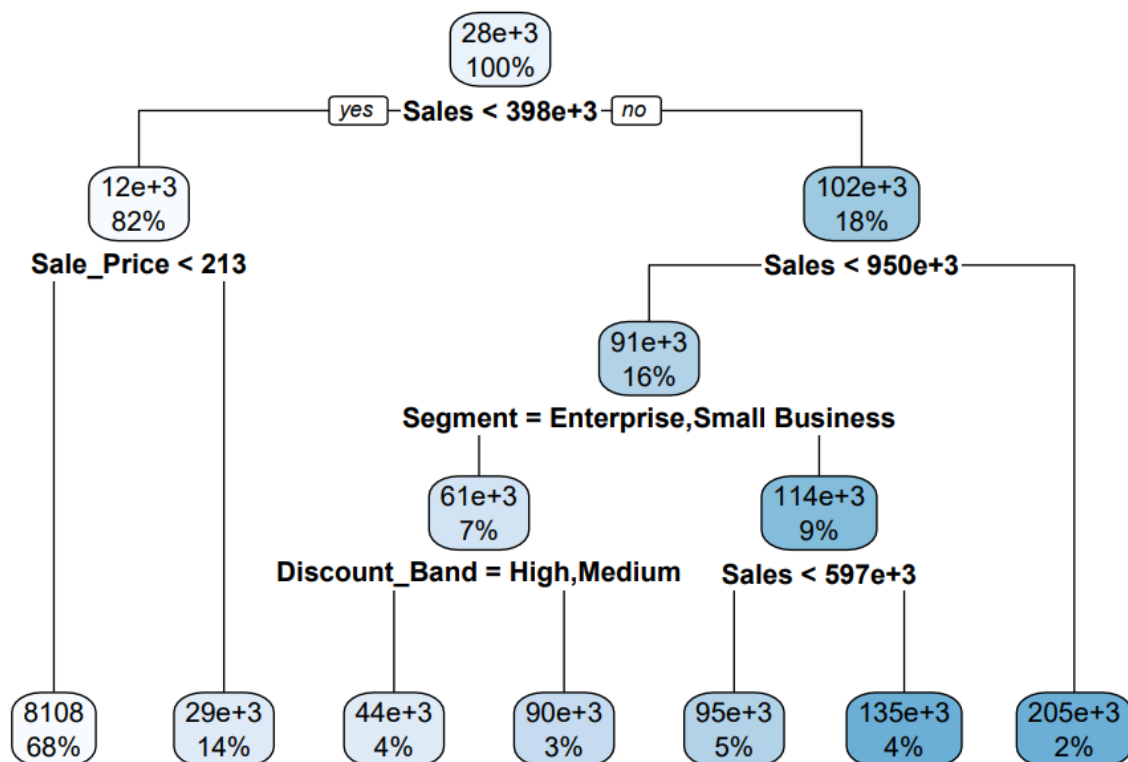 28e+3
100%
yes Sales < 398e+3 no
12e+3
82%
102e+3
18%
Sale_Price < 213
Sales < 950e+3
91e+3
16%
Segment = Enterprise,Small Business
61e+3
7%
114e+3
9%
Discount_Band = High,Medium
Sales < 597e+3
8108
68%
29e+3
14%
44e+3
4%
90e+3
3%
95e+3
5%
135e+3
4%
205e+3
2%